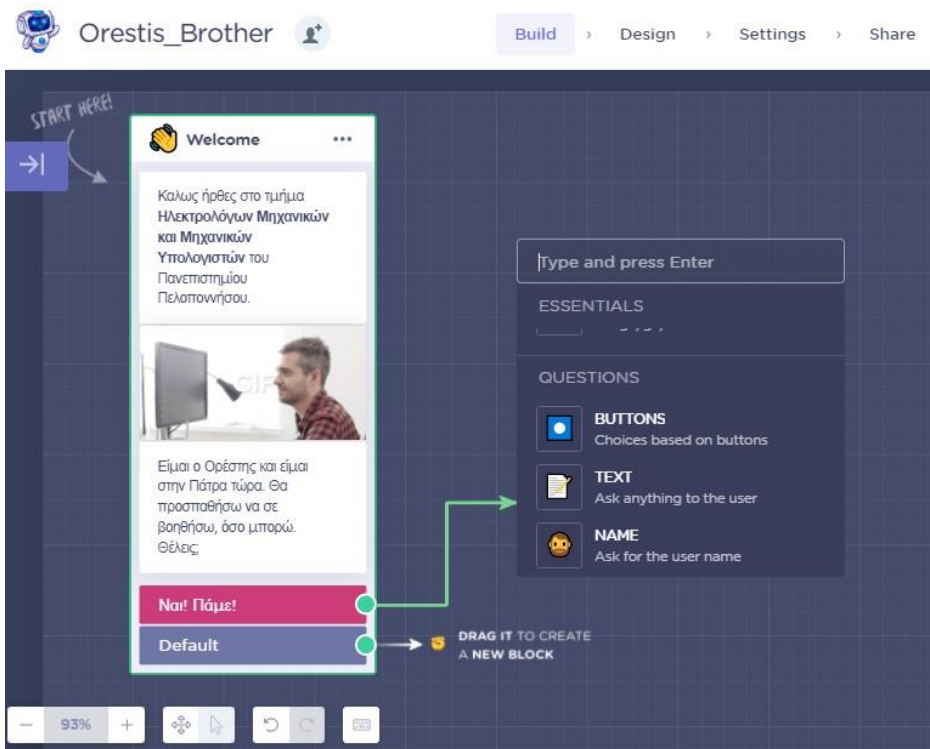 Orestis_Brother
Build
Design
Settings
Share
START HERE!
Welcome
Καλως ήρθες στο τμήμα
Ηλεκτρολόγων Μηχανικών
και Μηχανικών
Υπολογιστών του
Πανεπιστημίου
Πελοποννήσου.
GIF
Είμαι ο Ορέστης και είμαι
στην Πάτρα τώρα. Θα
προσπαθήσω να σε
βοηθήσω, όσο μπορώ.
Θέλεις;
Ναι! Πάμε!
Default
Type and press Enter
ESSENTIALS
QUESTIONS
BUTTONS
Choices based on buttons
TEXT
Ask anything to the user
NAME
Ask for the user name
DRAG IT TO CREATE
A NEW BLOCK
93%